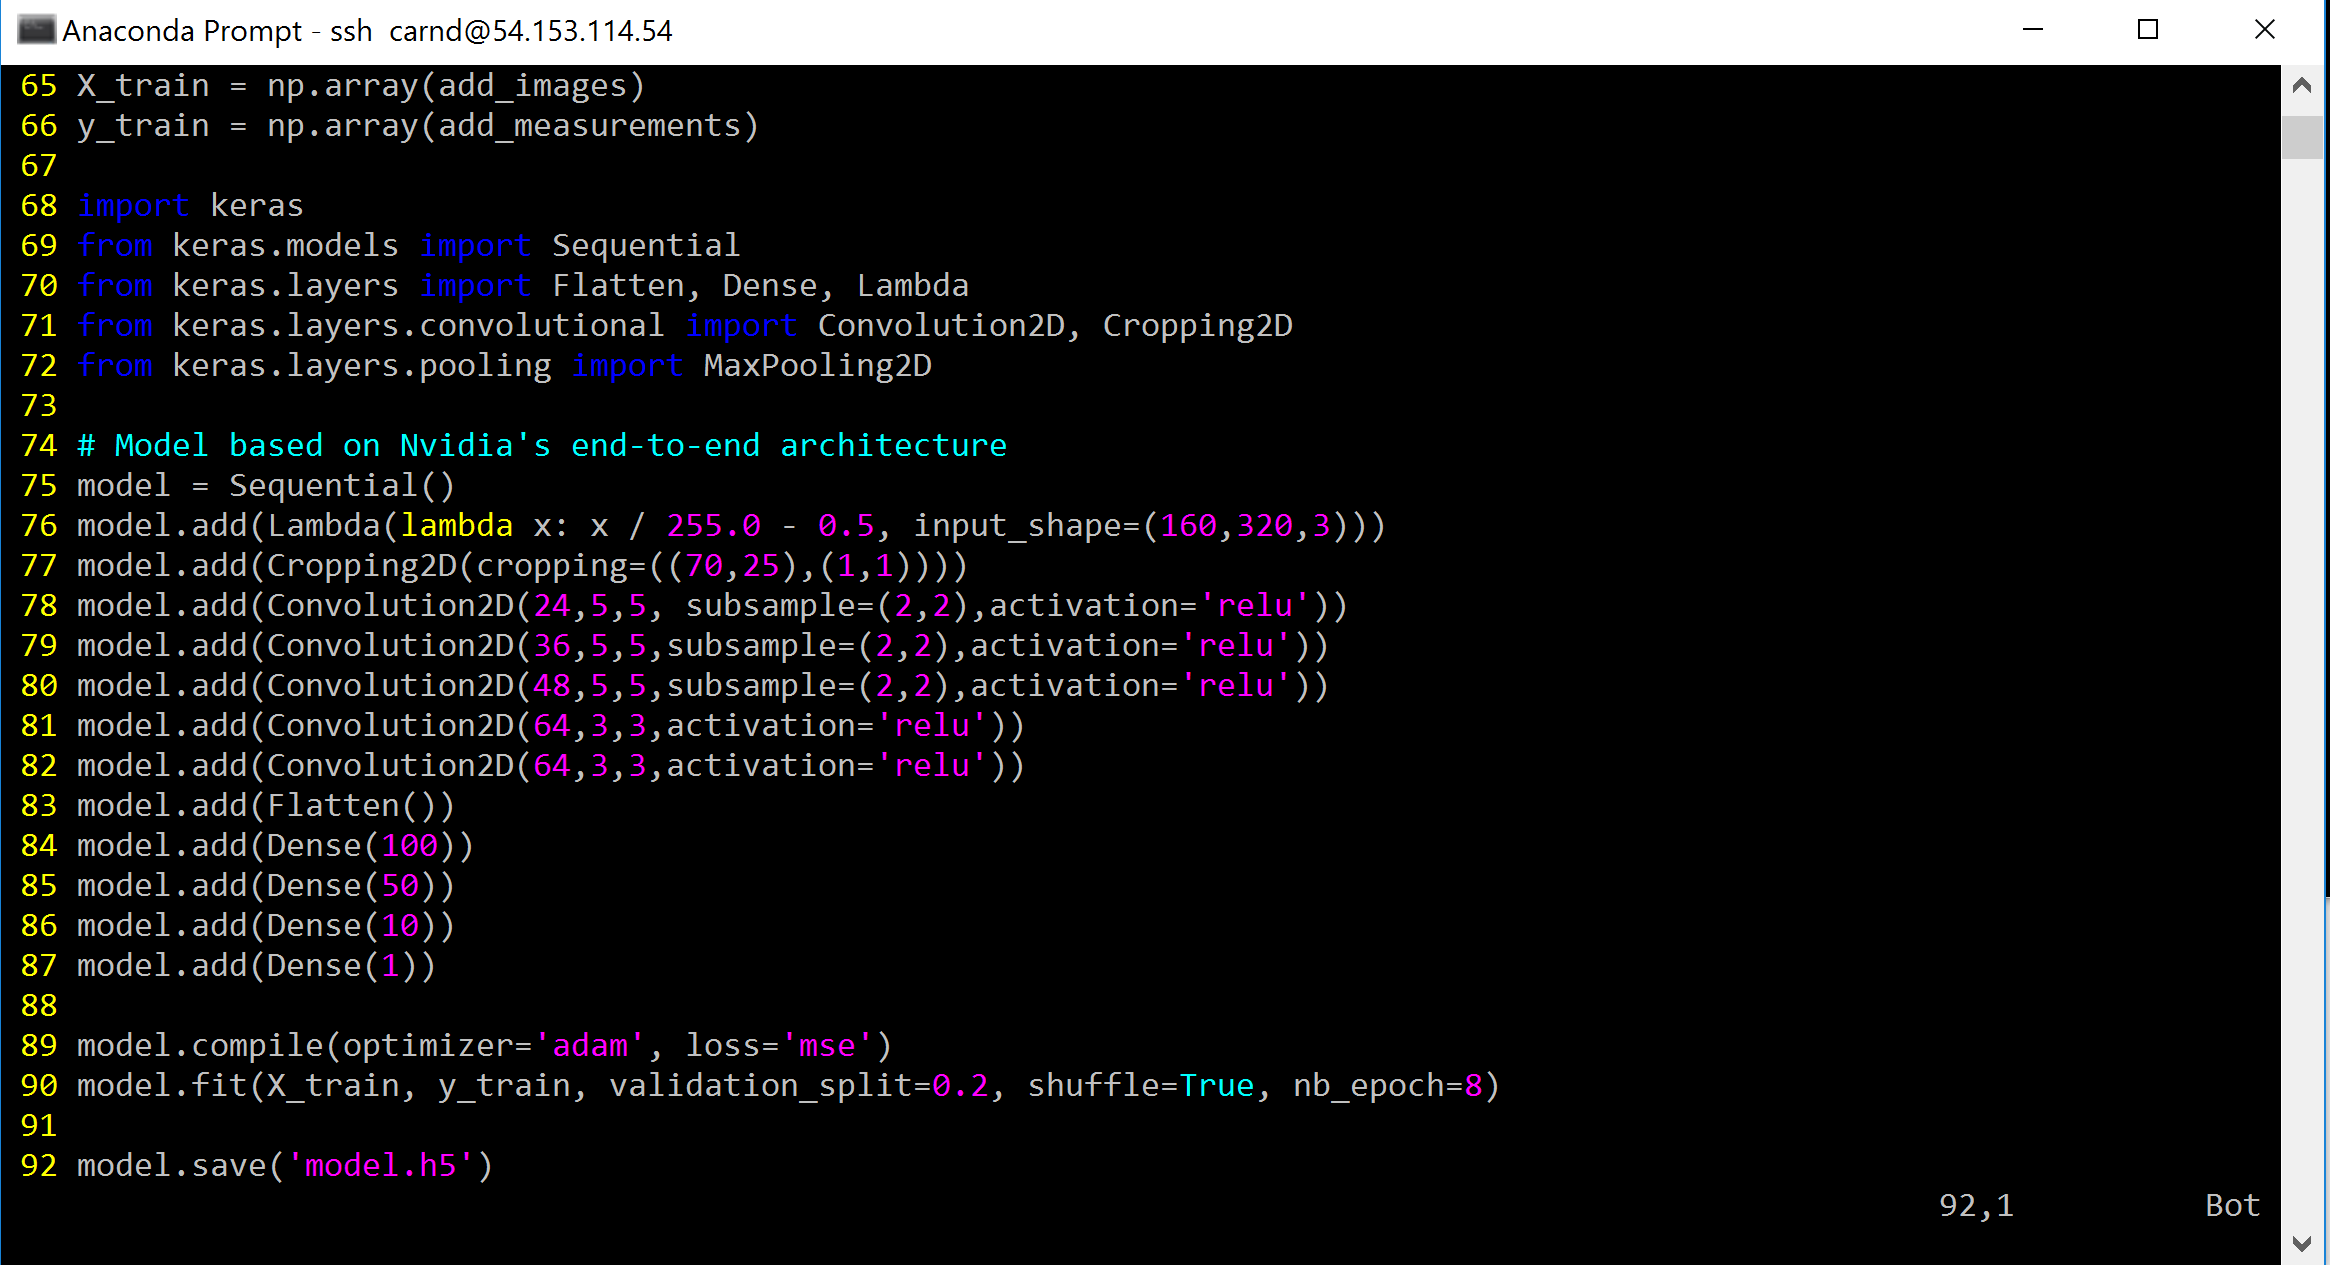 Anaconda Prompt - ssh  carnd@54.153.114.54
65 X_train = np.array(add_images)
66 y_train = np.array(add_measurements)
67
68 import keras
69 from keras.models import Sequential
70 from keras.layers import Flatten, Dense, Lambda
71 from keras.layers.convolutional import Convolution2D, Cropping2D
72 from keras.layers.pooling import MaxPooling2D
73
74 # Model based on Nvidia's end-to-end architecture
75 model = Sequential()
76 model.add(Lambda(lambda x: x / 255.0 - 0.5, input_shape=(160,320,3)))
77 model.add(Cropping2D(cropping=((70,25),(1,1))))
78 model.add(Convolution2D(24,5,5, subsample=(2,2),activation='relu'))
79 model.add(Convolution2D(36,5,5,subsample=(2,2),activation='relu'))
80 model.add(Convolution2D(48,5,5,subsample=(2,2),activation='relu'))
81 model.add(Convolution2D(64,3,3,activation='relu'))
82 model.add(Convolution2D(64,3,3,activation='relu'))
83 model.add(Flatten())
84 model.add(Dense(100))
85 model.add(Dense(50))
86 model.add(Dense(10))
87 model.add(Dense(1))
88
89 model.compile(optimizer='adam', loss='mse')
90 model.fit(X_train, y_train, validation_split=0.2, shuffle=True, nb_epoch=8)
91
92 model.save('model.h5')
92,1 Bot